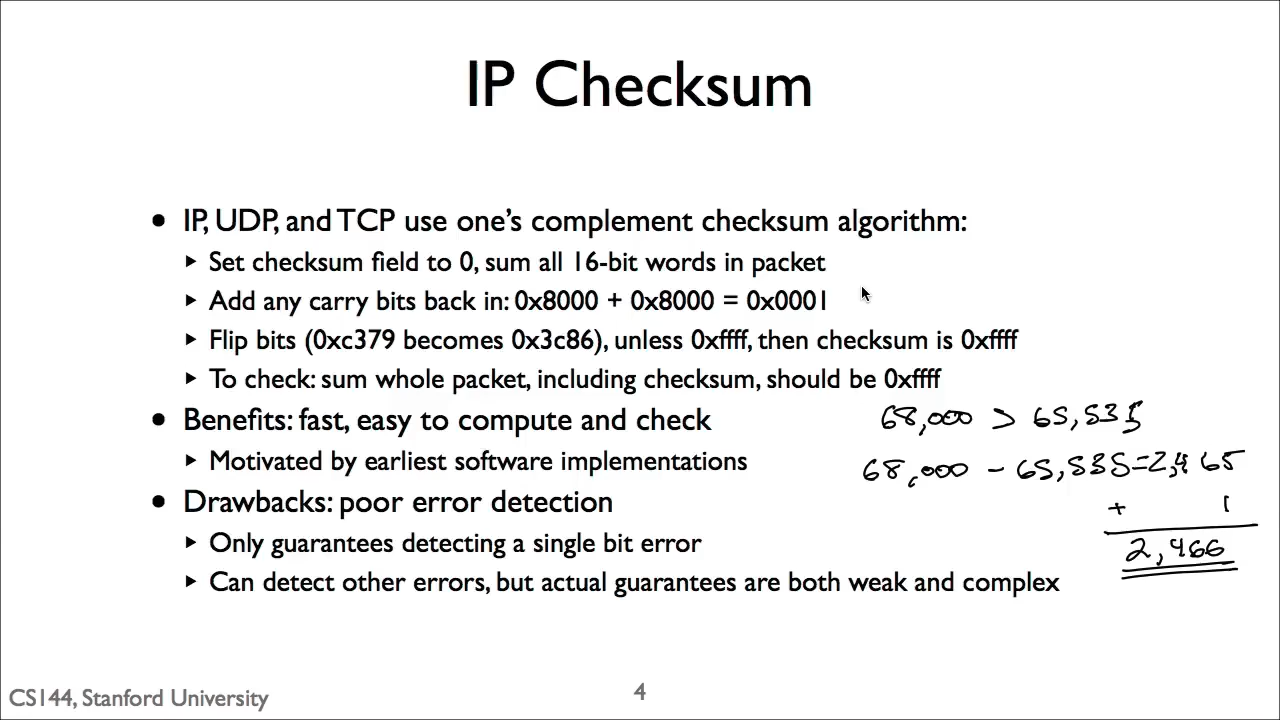 IP Checksum
• IP, UDP, and TCP use one's complement checksum algorithm:
‣ Set checksum field to 0, sum all 16-bit words in packet
‣ Add any carry bits back in: 0x8000 + 0x8000 = 0x0001
‣ Flip bits (0xc379 becomes 0x3c86), unless 0xffff, then checksum is 0xffff
‣ To check: sum whole packet, including checksum, should be 0xffff
• Benefits: fast, easy to compute and check
68,000 > 65,535
‣ Motivated by earliest software implementations
68,000 - 65,535=2,465
• Drawbacks: poor error detection
+ 1
‣ Only guarantees detecting a single bit error
2,466
‣ Can detect other errors, but actual guarantees are both weak and complex
CS144, Stanford University
4